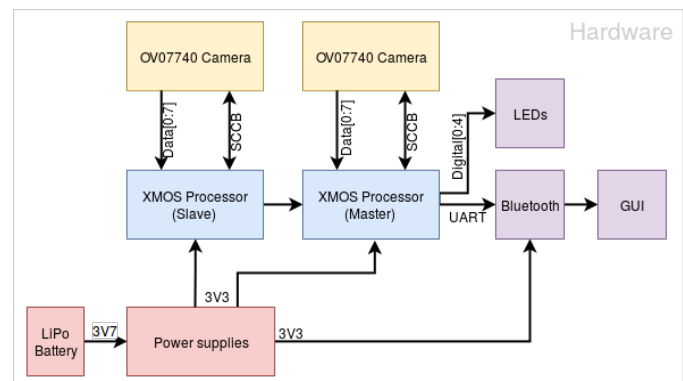 Hardware
OV07740 Camera
OV07740 Camera
Data[0:7]
SCCB
Data[0:7]
SCCB
Digital[0:4]
LEDs
XMOS Processor
(Slave)
XMOS Processor
(Master)
UART
Bluetooth
GUI
3V3
LiPo
Battery
3V7
Power supplies
3V3